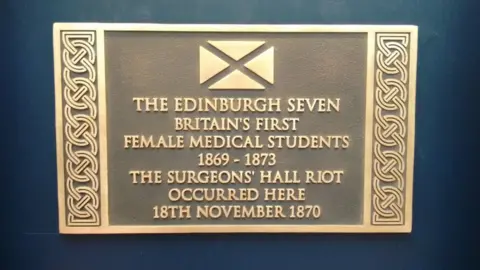 THE EDINBURGH SEVEN
BRITAIN'S FIRST
FEMALE MEDICAL STUDENTS
1869 - 1873
THE SURGEONS' HALL RIOT
OCCURRED HERE
18TH NOVEMBER 1870